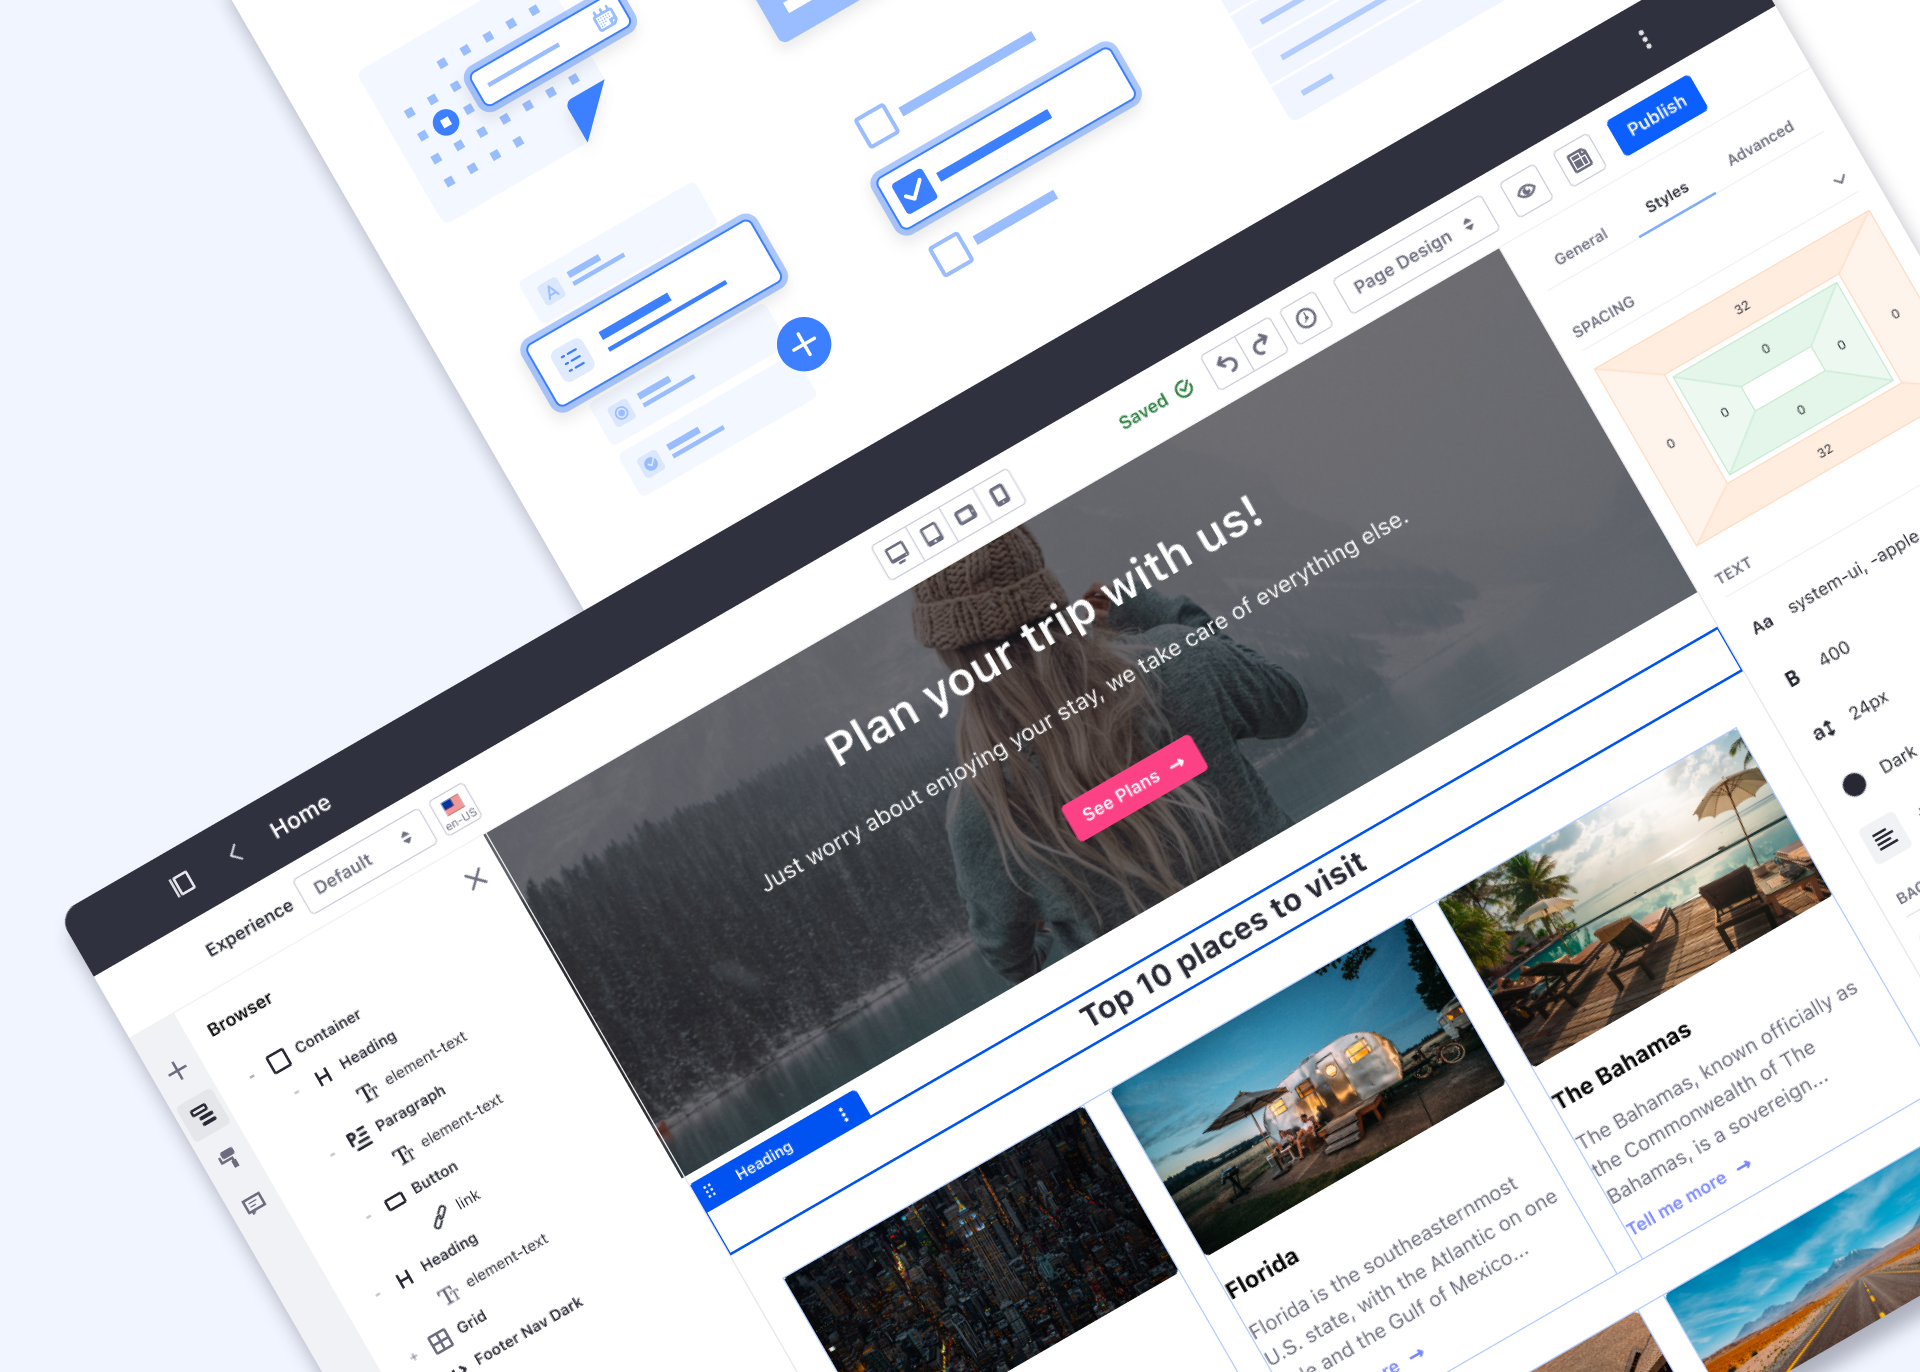 Home
Publish
Experience
Default
en-US
Saved
Page Design
General
Styles
Advanced
SPACING
32
0
0
0
0
0
0
32
TEXT
Aa
system-ui, -apple
B
400
24px
Dark
Browser
Container
Heading
element-text
Paragraph
element-text
Button
link
Heading
element-text
Grid
Footer Nav Dark
Plan your trip with us!
Just worry about enjoying your stay, we take care of everything else.
See Plans
Heading
Top 10 places to visit
Florida
Florida is the southeasternmost
U.S. state, with the Atlantic on one
and the Gulf of Mexico...
The Bahamas
The Bahamas, known officially as
the Commonwealth of The
Bahamas, is a sovereign...
Tell me more